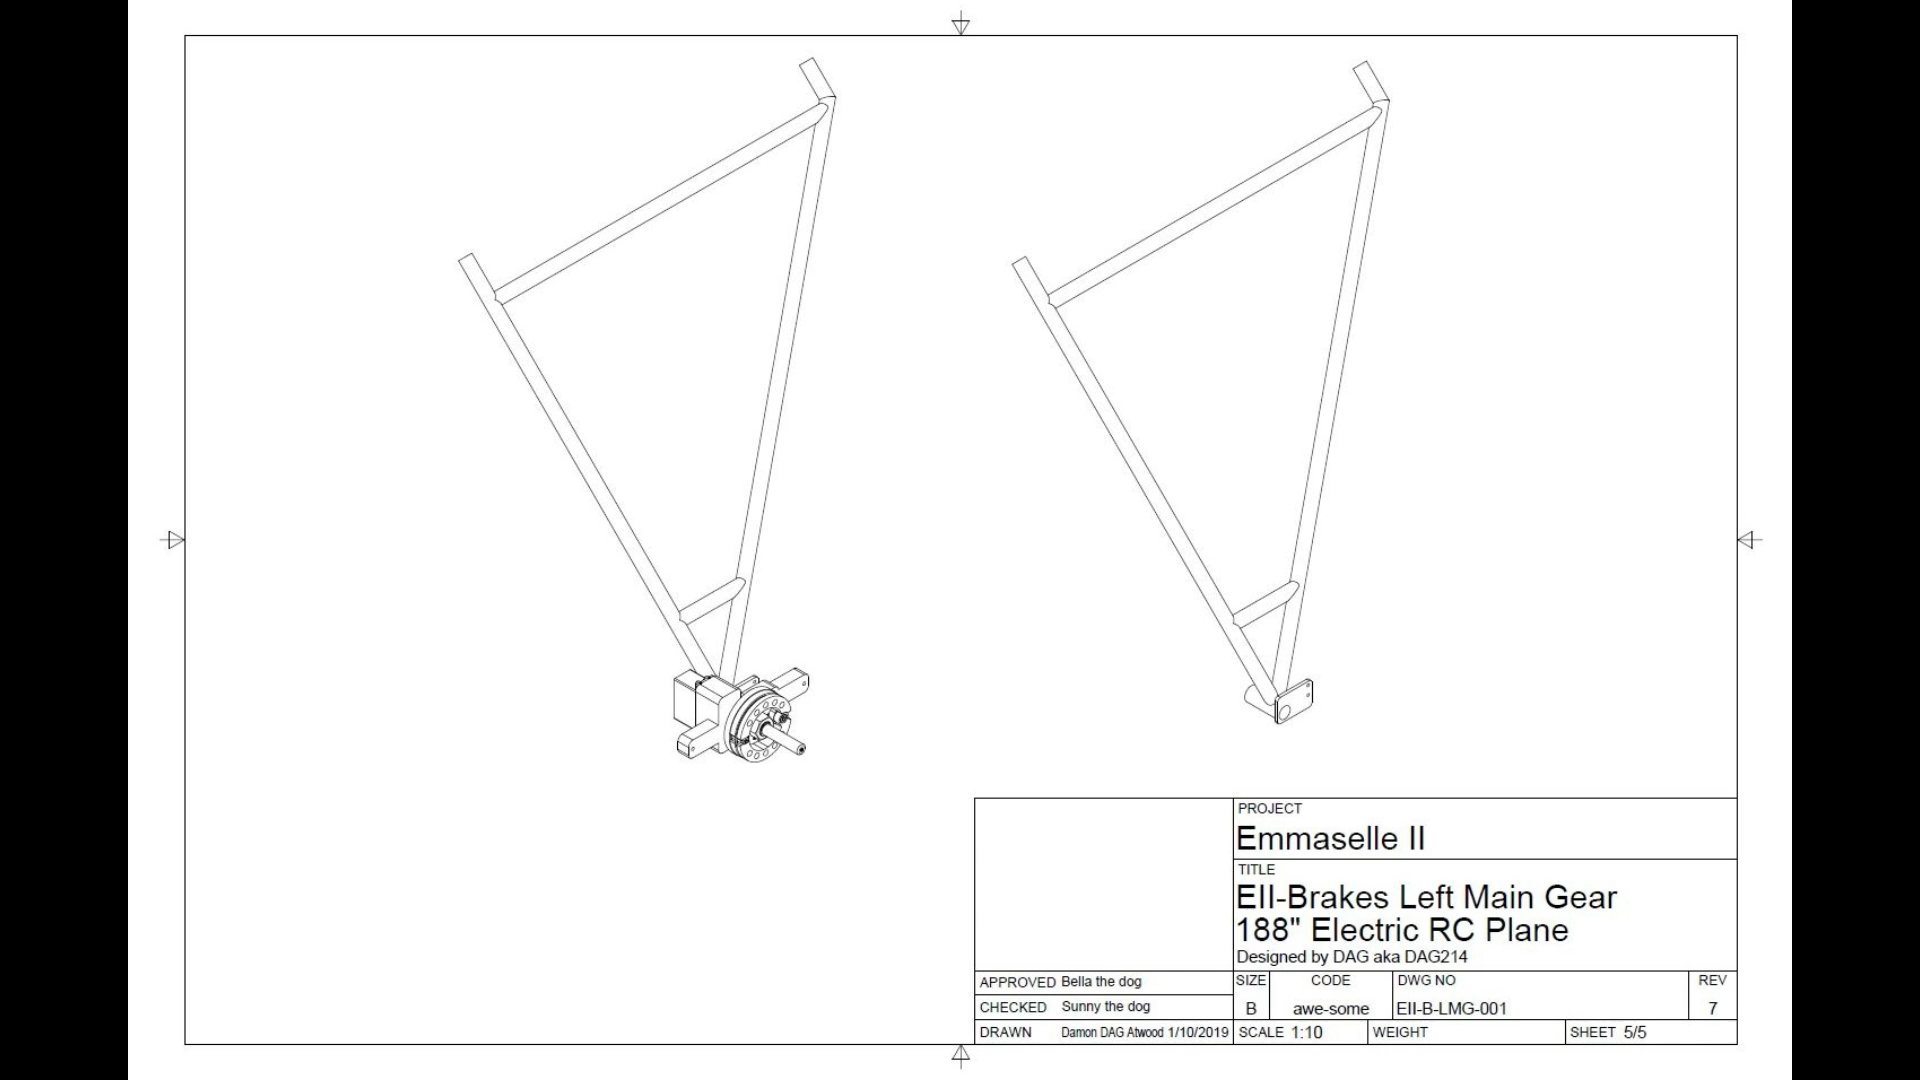 PROJECT
Emmaselle II
TITLE
EII-Brakes Left Main Gear
188" Electric RC Plane
Designed by DAG aka DAG214
APPROVED Bella the dog
SIZE CODE DWG NO REV
CHECKED Sunny the dog
B awe-some EII-B-LMG-001 7
DRAWN Damon DAG Atwood 1/10/2019 SCALE 1:10 WEIGHT SHEET 5/5